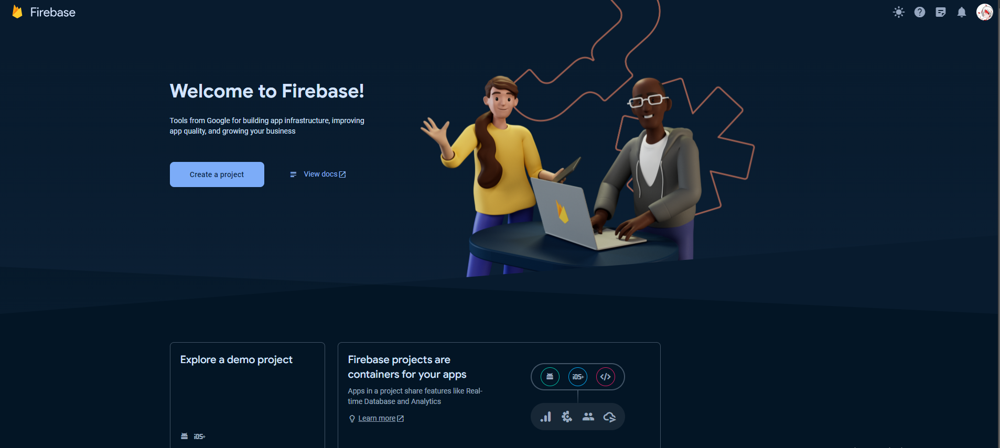 Firebase
Welcome to Firebase!
Tools from Google for building app infrastructure, improving
app quality, and growing your business
Create a project
View docs
Explore a demo project
iOS+
Firebase projects are
containers for your apps
Apps in a project share features like Real-
time Database and Analytics
Learn more
iOS+